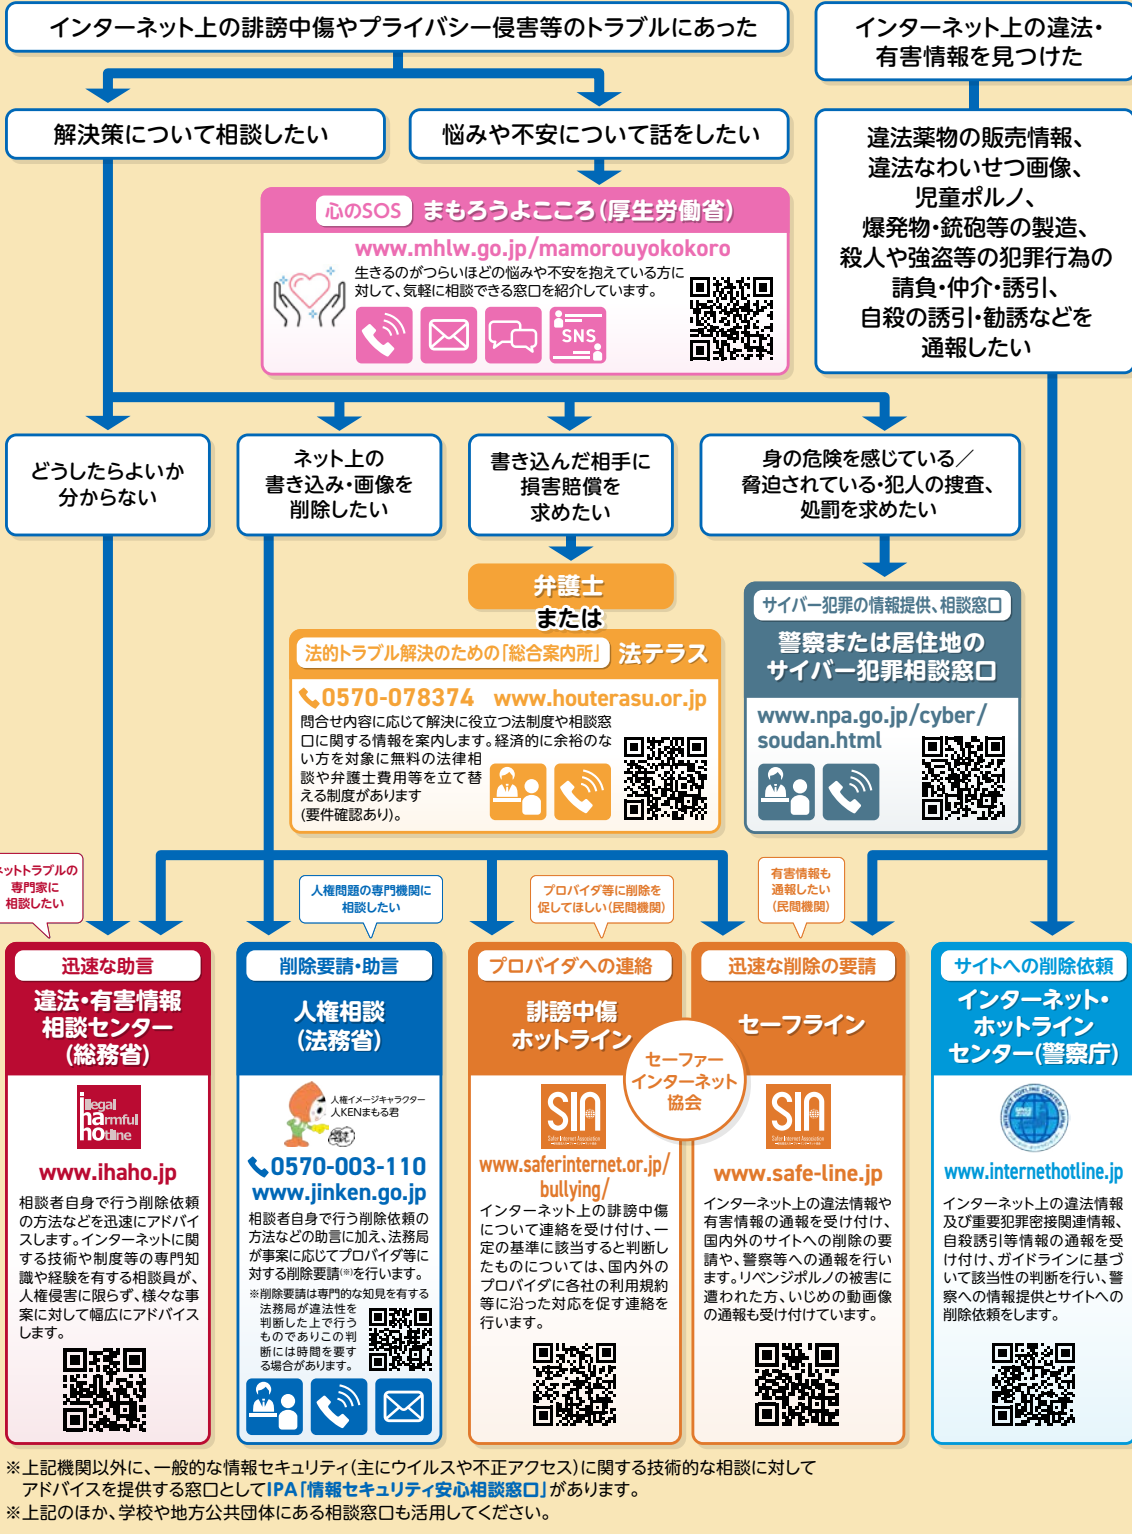 インターネット上の誹謗中傷やプライバシー侵害等のトラブルにあった
インターネット上の違法・
有害情報を見つけた
解決策について相談したい
悩みや不安について話をしたい
違法薬物の販売情報、
違法なわいせつ画像、
児童ポルノ、
爆発物・銃砲等の製造、
殺人や強盗等の犯罪行為の
請負・仲介・誘引、
自殺の誘引・勧誘などを
通報したい
心のSOS まもろうよこころ(厚生労働省)
www.mhlw.go.jp/mamorouyokokoro
生きるのがつらいほどの悩みや不安を抱えている方に
対して、気軽に相談できる窓口を紹介しています。
SNS
どうしたらよいか
分からない
ネット上の
書き込み・画像を
削除したい
書き込んだ相手に
損害賠償を
求めたい
身の危険を感じている/
脅迫されている・犯人の捜査、
処罰を求めたい
弁護士
または
法的トラブル解決のための「総合案内所」 法テラス
0570-078374 www.houterasu.or.jp
問合せ内容に応じて解決に役立つ法制度や相談窓
口に関する情報を案内します。経済的に余裕のな
い方を対象に無料の法律相
談や弁護士費用等を立て替
える制度があります
(要件確認あり)。
サイバー犯罪の情報提供、相談窓口
警察または居住地の
サイバー犯罪相談窓口
www.npa.go.jp/cyber/
soudan.html
ネットトラブルの
専門家に
相談したい
人権問題の専門機関に
相談したい
プロバイダ等に削除を
促してほしい(民間機関)
有害情報も
通報したい
(民間機関)
迅速な助言
違法・有害情報
相談センター
(総務省)
illegal
harmful
hotline
www.ihaho.jp
相談者自身で行う削除依頼
の方法などを迅速にアドバイ
スします。インターネットに関
する技術や制度等の専門知
識や経験を有する相談員が、
人権侵害に限らず、様々な事
案に対して幅広にアドバイス
します。
削除要請・助言
人権相談
(法務省)
人権イメージキャラクター
人KENまもる君
0570-003-110
www.jinken.go.jp
相談者自身で行う削除依頼の
方法などの助言に加え、法務局
が事案に応じてプロバイダ等に
対する削除要請(※)を行います。
※削除要請は専門的な知見を有する
法務局が違法性を
判断した上で行う
ものでありこの判
断には時間を要す
る場合があります。
プロバイダへの連絡
誹謗中傷
ホットライン
セーファー
インターネット
協会
SIA
Safer Internet Association
www.saferinternet.or.jp/
bullying/
インターネット上の誹謗中傷
について連絡を受け付け、一
定の基準に該当すると判断し
たものについては、国内外の
プロバイダに各社の利用規約
等に沿った対応を促す連絡を
行います。
迅速な削除の要請
セーフライン
SIA
Safer Internet Association
www.safe-line.jp
インターネット上の違法情報や
有害情報の通報を受け付け、
国内外のサイトへの削除の要
請や、警察等への通報を行い
ます。リベンジポルノの被害に
遭われた方、いじめの動画像
の通報も受け付けています。
サイトへの削除依頼
インターネット・
ホットライン
センター(警察庁)
INTERNET HOTLINE CENTER JAPAN
www.internethotline.jp
インターネット上の違法情報
及び重要犯罪密接関連情報、
自殺誘引等情報の通報を受
け付け、ガイドラインに基づ
いて該当性の判断を行い、警
察への情報提供とサイトへの
削除依頼をします。
※上記機関以外に、一般的な情報セキュリティ(主にウイルスや不正アクセス)に関する技術的な相談に対して
アドバイスを提供する窓口としてIPA「情報セキュリティ安心相談窓口」があります。
※上記のほか、学校や地方公共団体にある相談窓口も活用してください。